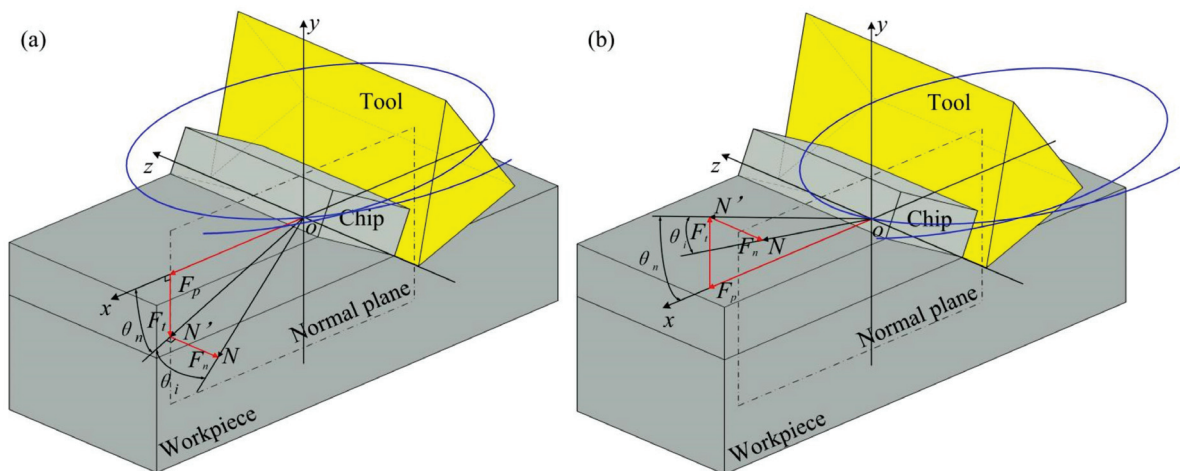 (a)
y
Tool
z
Chip
o
F_p
x
θ_n
F_t
N’
F_n
N
θ_i
Normal plane
Workpiece
(b)
y
Tool
z
N’
Chip
o
θ_i
F_t
F_n
N
θ_n
F_p
x
Normal plane
Workpiece